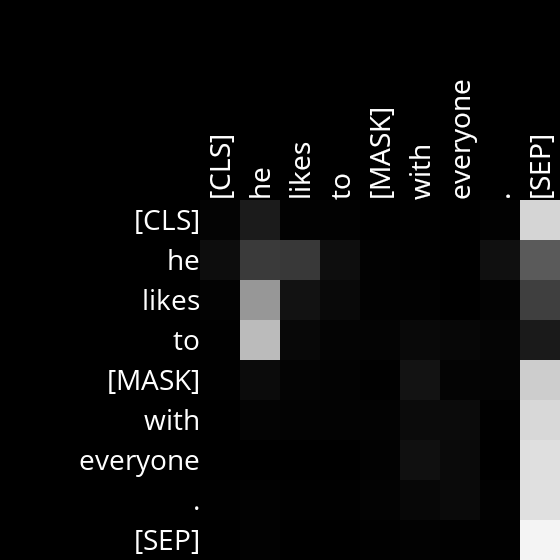 [CLS] he likes to [MASK] with everyone . [SEP]
[CLS]
he
likes
to
[MASK]
with
everyone
.
[SEP]